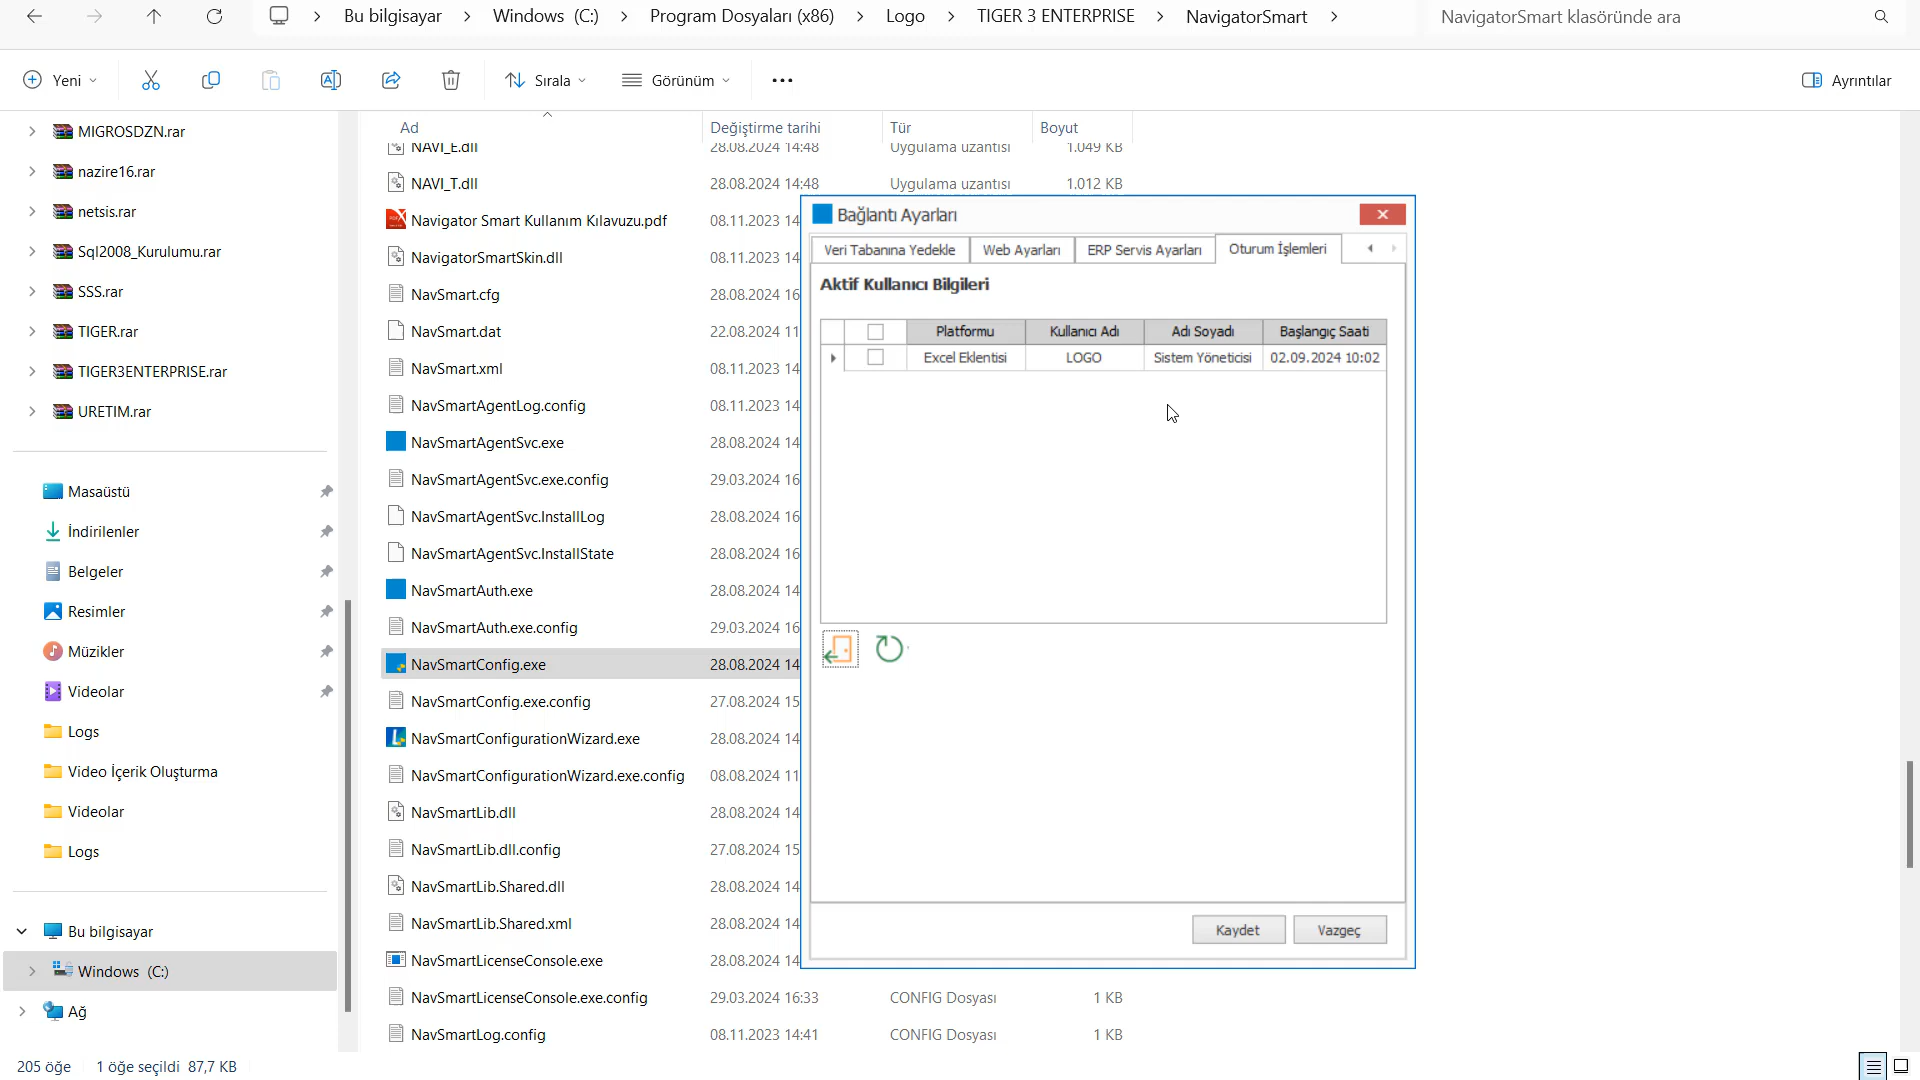 Bu bilgisayar > Windows (C:) > Program Dosyaları (x86) > Logo > TIGER 3 ENTERPRISE > NavigatorSmart >
NavigatorSmart klasöründe ara
Yeni
Sırala
Görünüm
Ayrıntılar
MIGROSDZN.rar
nazire16.rar
netsis.rar
Sql2008_Kurulumu.rar
SSS.rar
TIGER.rar
TIGER3ENTERPRISE.rar
URETIM.rar
Masaüstü
İndirilenler
Belgeler
Resimler
Müzikler
Videolar
Logs
Video İçerik Oluşturma
Videolar
Logs
Bu bilgisayar
Windows (C:)
Ağ
Ad Değiştirme tarihi Tür Boyut
NAVI_E.dll 28.08.2024 14:48 Uygulama uzantısı 1.049 KB
NAVI_T.dll 28.08.2024 14:48 Uygulama uzantısı 1.012 KB
Navigator Smart Kullanım Kılavuzu.pdf 08.11.2023 14
NavigatorSmartSkin.dll 08.11.2023 14
NavSmart.cfg 28.08.2024 16
NavSmart.dat 22.08.2024 11
NavSmart.xml 08.11.2023 14
NavSmartAgentLog.config 08.11.2023 14
NavSmartAgentSvc.exe 28.08.2024 14
NavSmartAgentSvc.exe.config 29.03.2024 16
NavSmartAgentSvc.InstallLog 28.08.2024 16
NavSmartAgentSvc.InstallState 28.08.2024 16
NavSmartAuth.exe 28.08.2024 14
NavSmartAuth.exe.config 29.03.2024 16
NavSmartConfig.exe 28.08.2024 14
NavSmartConfig.exe.config 27.08.2024 15
NavSmartConfigurationWizard.exe 28.08.2024 14
NavSmartConfigurationWizard.exe.config 08.08.2024 11
NavSmartLib.dll 28.08.2024 14
NavSmartLib.dll.config 27.08.2024 15
NavSmartLib.Shared.dll 28.08.2024 14
NavSmartLib.Shared.xml 28.08.2024 14
NavSmartLicenseConsole.exe 28.08.2024 14
NavSmartLicenseConsole.exe.config 29.03.2024 16:33 CONFIG Dosyası 1 KB
NavSmartLog.config 08.11.2023 14:41 CONFIG Dosyası 1 KB
Bağlantı Ayarları
Veri Tabanına Yedekle Web Ayarları ERP Servis Ayarları Oturum İşlemleri
Aktif Kullanıcı Bilgileri
Platformu Kullanıcı Adı Adı Soyadı Başlangıç Saati
Excel Eklentisi LOGO Sistem Yöneticisi 02.09.2024 10:02
Kaydet Vazgeç
205 öğe 1 öğe seçildi 87,7 KB